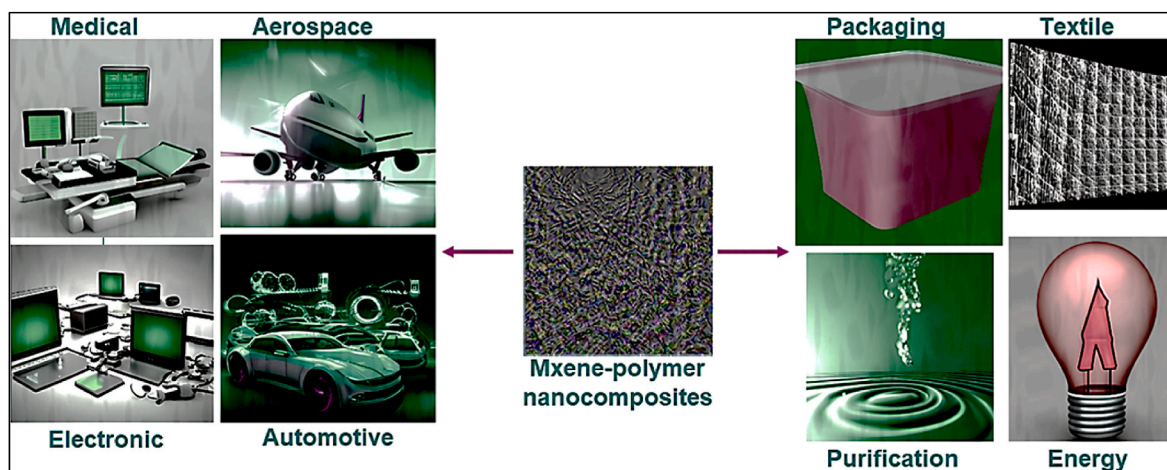 Medical
Aerospace
Packaging
Textile
Mxene-polymer
nanocomposites
Electronic
Automotive
Purification
Energy